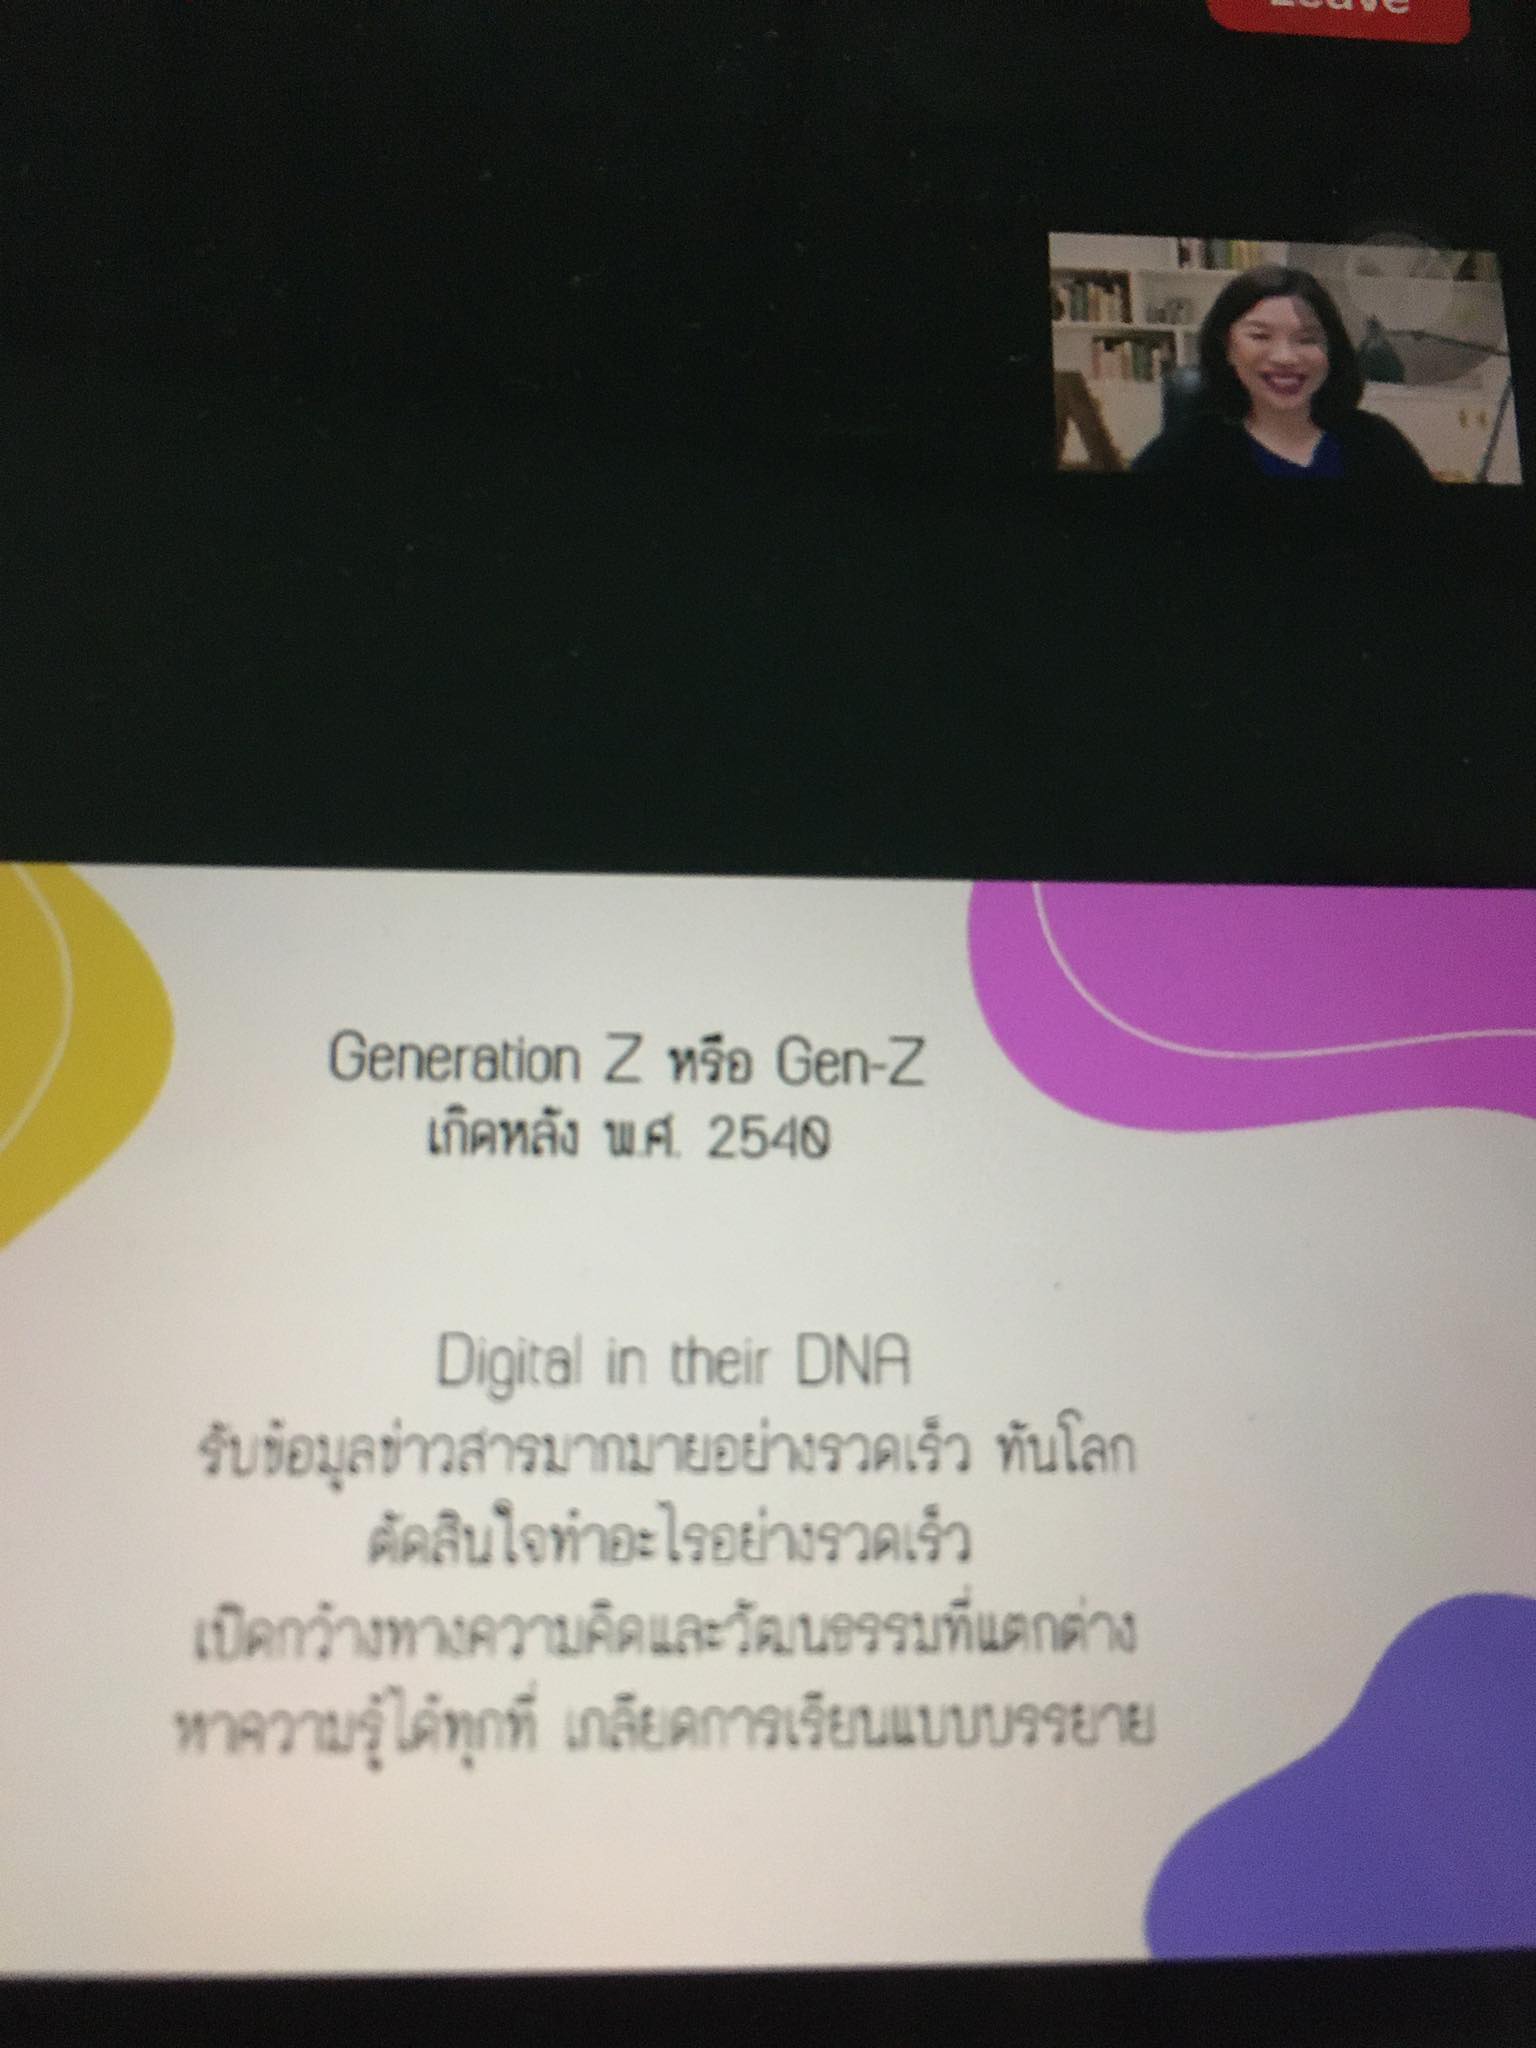 Leave
Generation Z หรือ Gen-Z
เกิดหลัง พ.ศ. 2540
Digital in their DNA
รับข้อมูลข่าวสารมากมายอย่างรวดเร็ว ทันโลก
ตัดสินใจทำอะไรอย่างรวดเร็ว
เปิดกว้างทางความคิดและวัฒนธรรมที่แตกต่าง
หาความรู้ได้ทุกที่ เกลียดการเรียนแบบบรรยาย